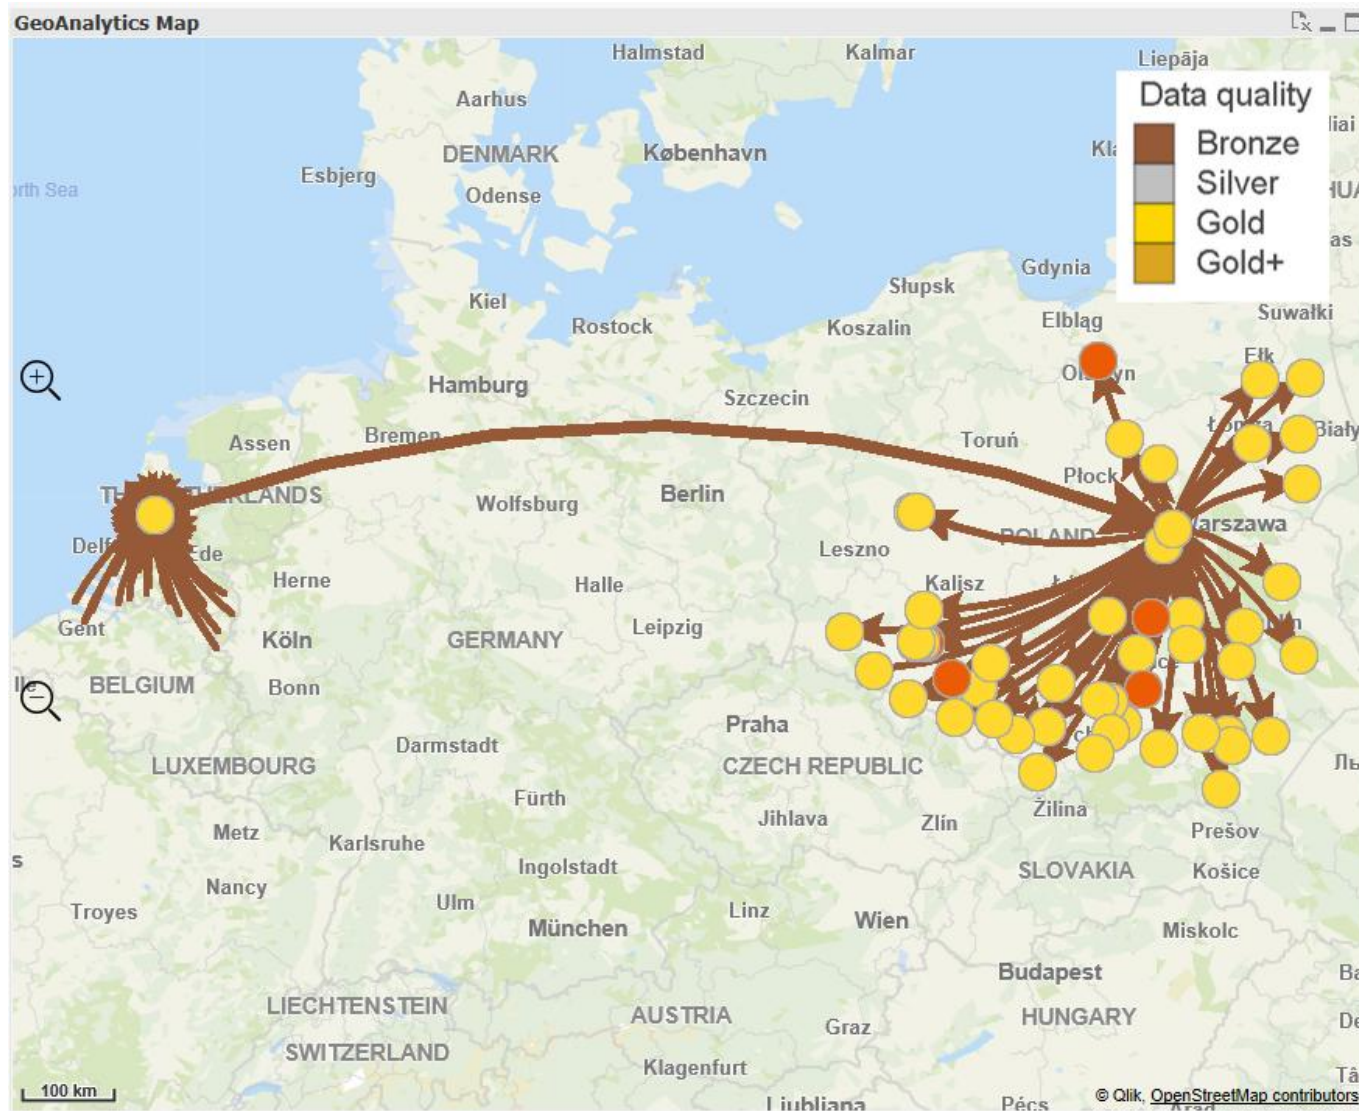 GeoAnalytics Map
Halmstad
Kalmar
Liepāja
Aarhus
Data quality
Bronze
Silver
Gold
Gold+
DENMARK
København
Esbjerg
Odense
Gdynia
Słupsk
Kiel
Rostock
Koszalin
Elbląg
Suwałki
Ełk
Hamburg
Szczecin
Assen
Bremen
Toruń
Płock
Wolfsburg
Berlin
POLAND
Leszno
Herne
Halle
Kalisz
Gent
Köln
GERMANY
Leipzig
BELGIUM
Bonn
Praha
Darmstadt
LUXEMBOURG
CZECH REPUBLIC
Fürth
Jihlava
Zlín
Žilina
Prešov
Metz
Karlsruhe
Ingolstadt
SLOVAKIA
Košice
Nancy
Ulm
Troyes
Linz
Wien
München
Miskolc
Budapest
LIECHTENSTEIN
AUSTRIA
Graz
HUNGARY
SWITZERLAND
Klagenfurt
100 km
© Qlik, OpenStreetMap contributors
Ljubljana
Pécs